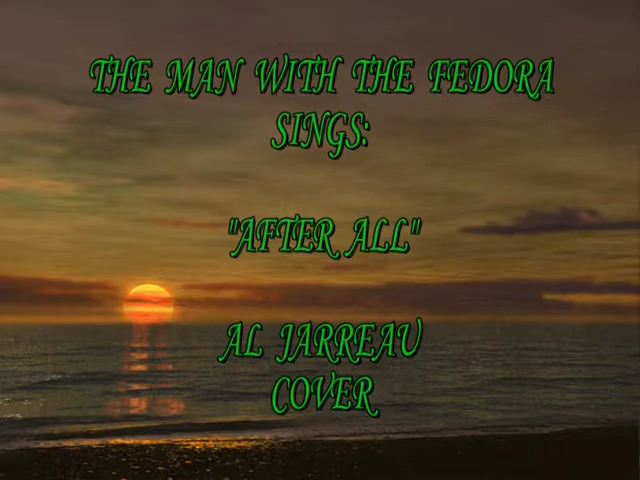 THE MAN WITH THE FEDORA
SINGS:
"AFTER ALL"
AL JARREAU
COVER